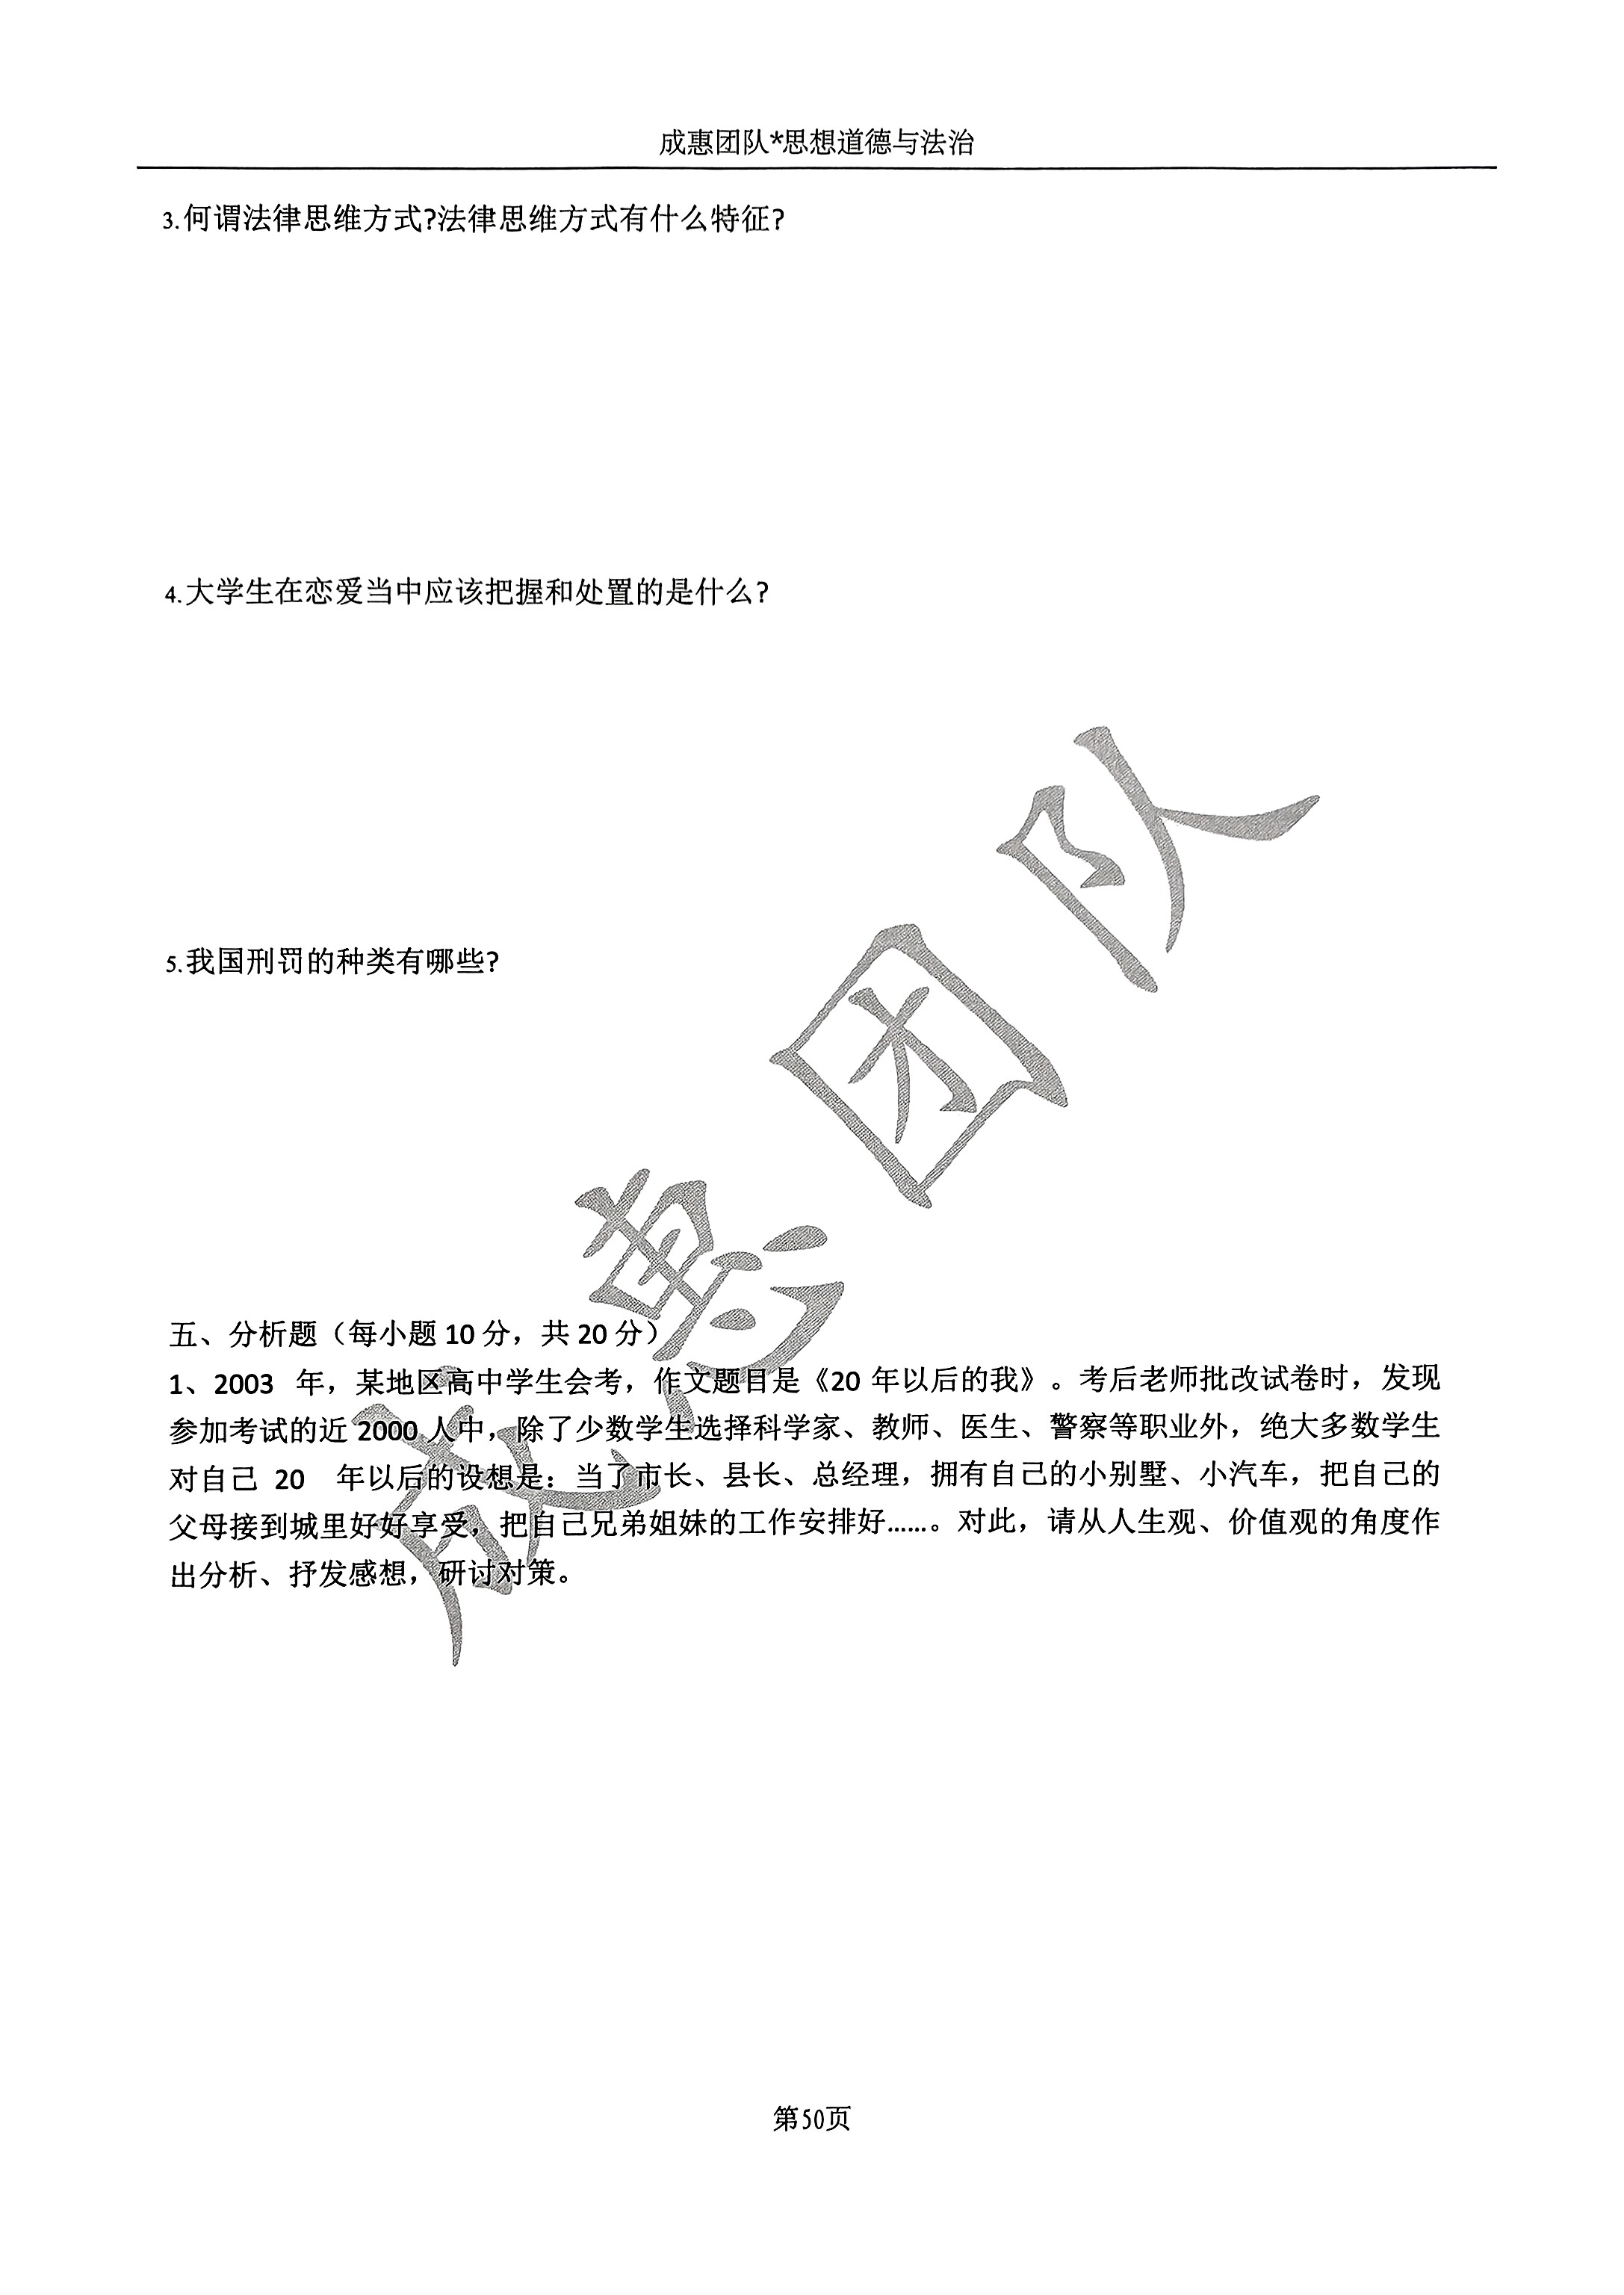 成惠团队*思想道德与法治
3.何谓法律思维方式?法律思维方式有什么特征?
4.大学生在恋爱当中应该把握和处置的是什么?
5.我国刑罚的种类有哪些?
成惠团队
五、分析题（每小题10分，共20分）
1、2003 年，某地区高中学生会考，作文题目是《20 年以后的我》。考后老师批改试卷时，发现
参加考试的近 2000 人中，除了少数学生选择科学家、教师、医生、警察等职业外，绝大多数学生
对自己 20 年以后的设想是：当了市长、县长、总经理，拥有自己的小别墅、小汽车，把自己的
父母接到城里好好享受，把自己兄弟姐妹的工作安排好……。对此，请从人生观、价值观的角度作
出分析、抒发感想，研讨对策。
第50页